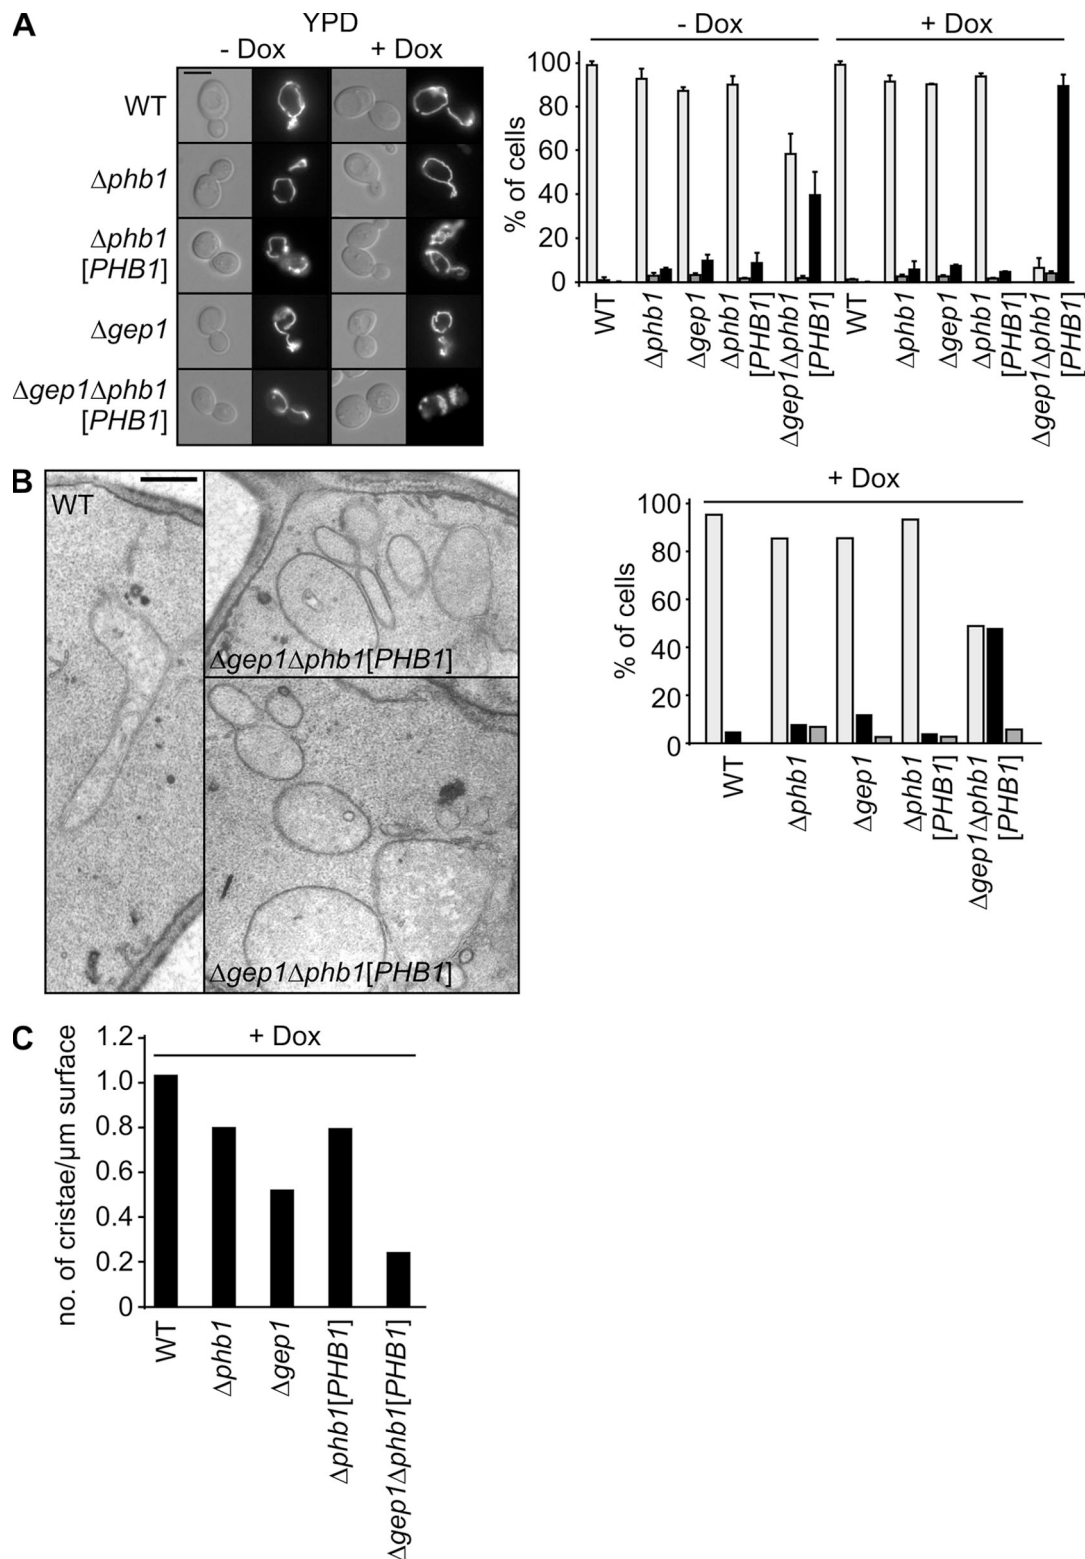 A
YPD
- Dox + Dox
WT
Δphb1
Δphb1
[PHB1]
Δgep1
Δgep1Δphb1
[PHB1]
- Dox + Dox
% of cells
100
80
60
40
20
0
WT
Δphb1
Δgep1
Δphb1
[PHB1]
Δgep1Δphb1
[PHB1]
WT
Δphb1
Δgep1
Δphb1
[PHB1]
Δgep1Δphb1
[PHB1]
B
WT
Δgep1Δphb1[PHB1]
Δgep1Δphb1[PHB1]
+ Dox
% of cells
100
80
60
40
20
0
WT
Δphb1
Δgep1
Δphb1
[PHB1]
Δgep1Δphb1
[PHB1]
C
+ Dox
no. of cristae/µm surface
1.2
1.0
0.8
0.6
0.4
0.2
0
WT
Δphb1
Δgep1
Δphb1[PHB1]
Δgep1Δphb1[PHB1]